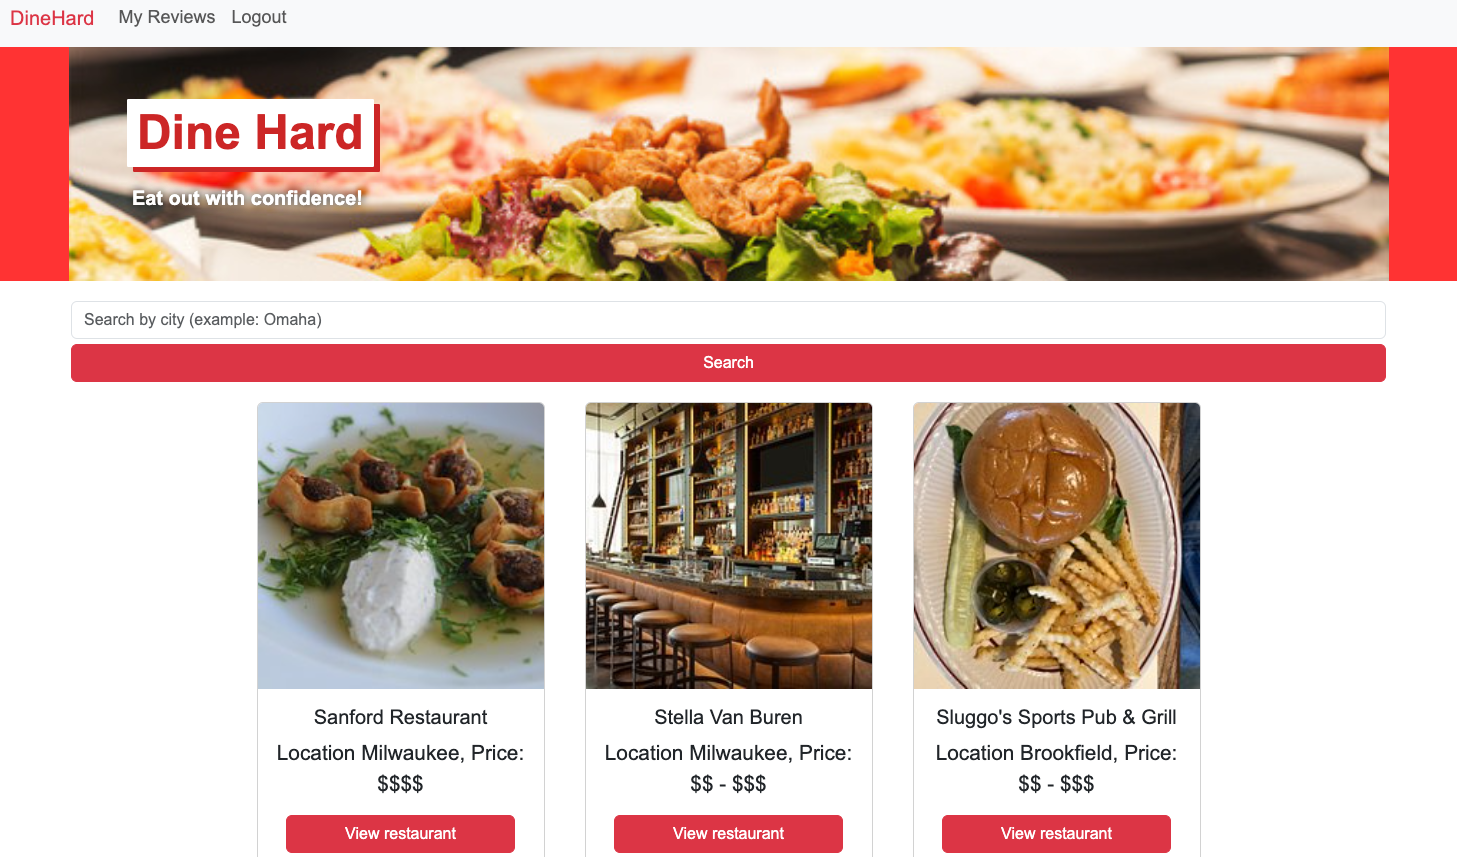 DineHard My Reviews Logout
Dine Hard
Eat out with confidence!
Search by city (example: Omaha)
Search
Sanford Restaurant
Location Milwaukee, Price:
$$$$
View restaurant
Stella Van Buren
Location Milwaukee, Price:
$$ - $$$
View restaurant
Sluggo's Sports Pub & Grill
Location Brookfield, Price:
$$ - $$$
View restaurant